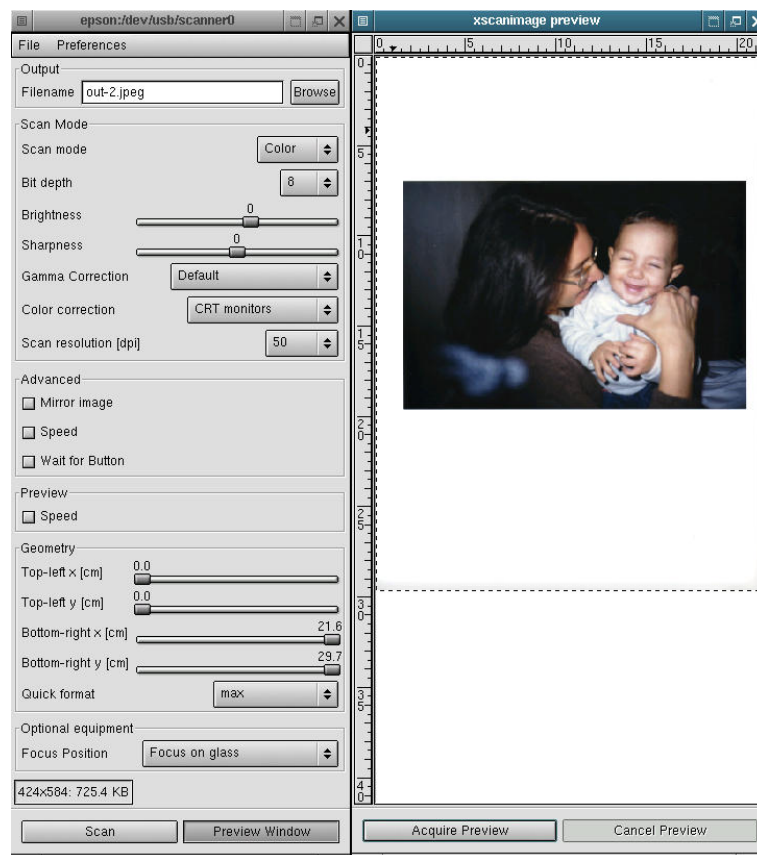 epson:/dev/usb/scanner0
File Preferences
Output
Filename out-2.jpeg Browse
Scan Mode
Scan mode Color
Bit depth 8
Brightness 0
Sharpness 0
Gamma Correction Default
Color correction CRT monitors
Scan resolution [dpi] 50
Advanced
Mirror image
Speed
Wait for Button
Preview
Speed
Geometry
Top-left x [cm] 0.0
Top-left y [cm] 0.0
Bottom-right x [cm] 21.6
Bottom-right y [cm] 29.7
Quick format max
Optional equipment
Focus Position Focus on glass
424x584: 725.4 KB
Scan Preview Window
xscanimage preview
0 5 10 15 20
0
5
10
15
20
25
30
35
40
Acquire Preview Cancel Preview